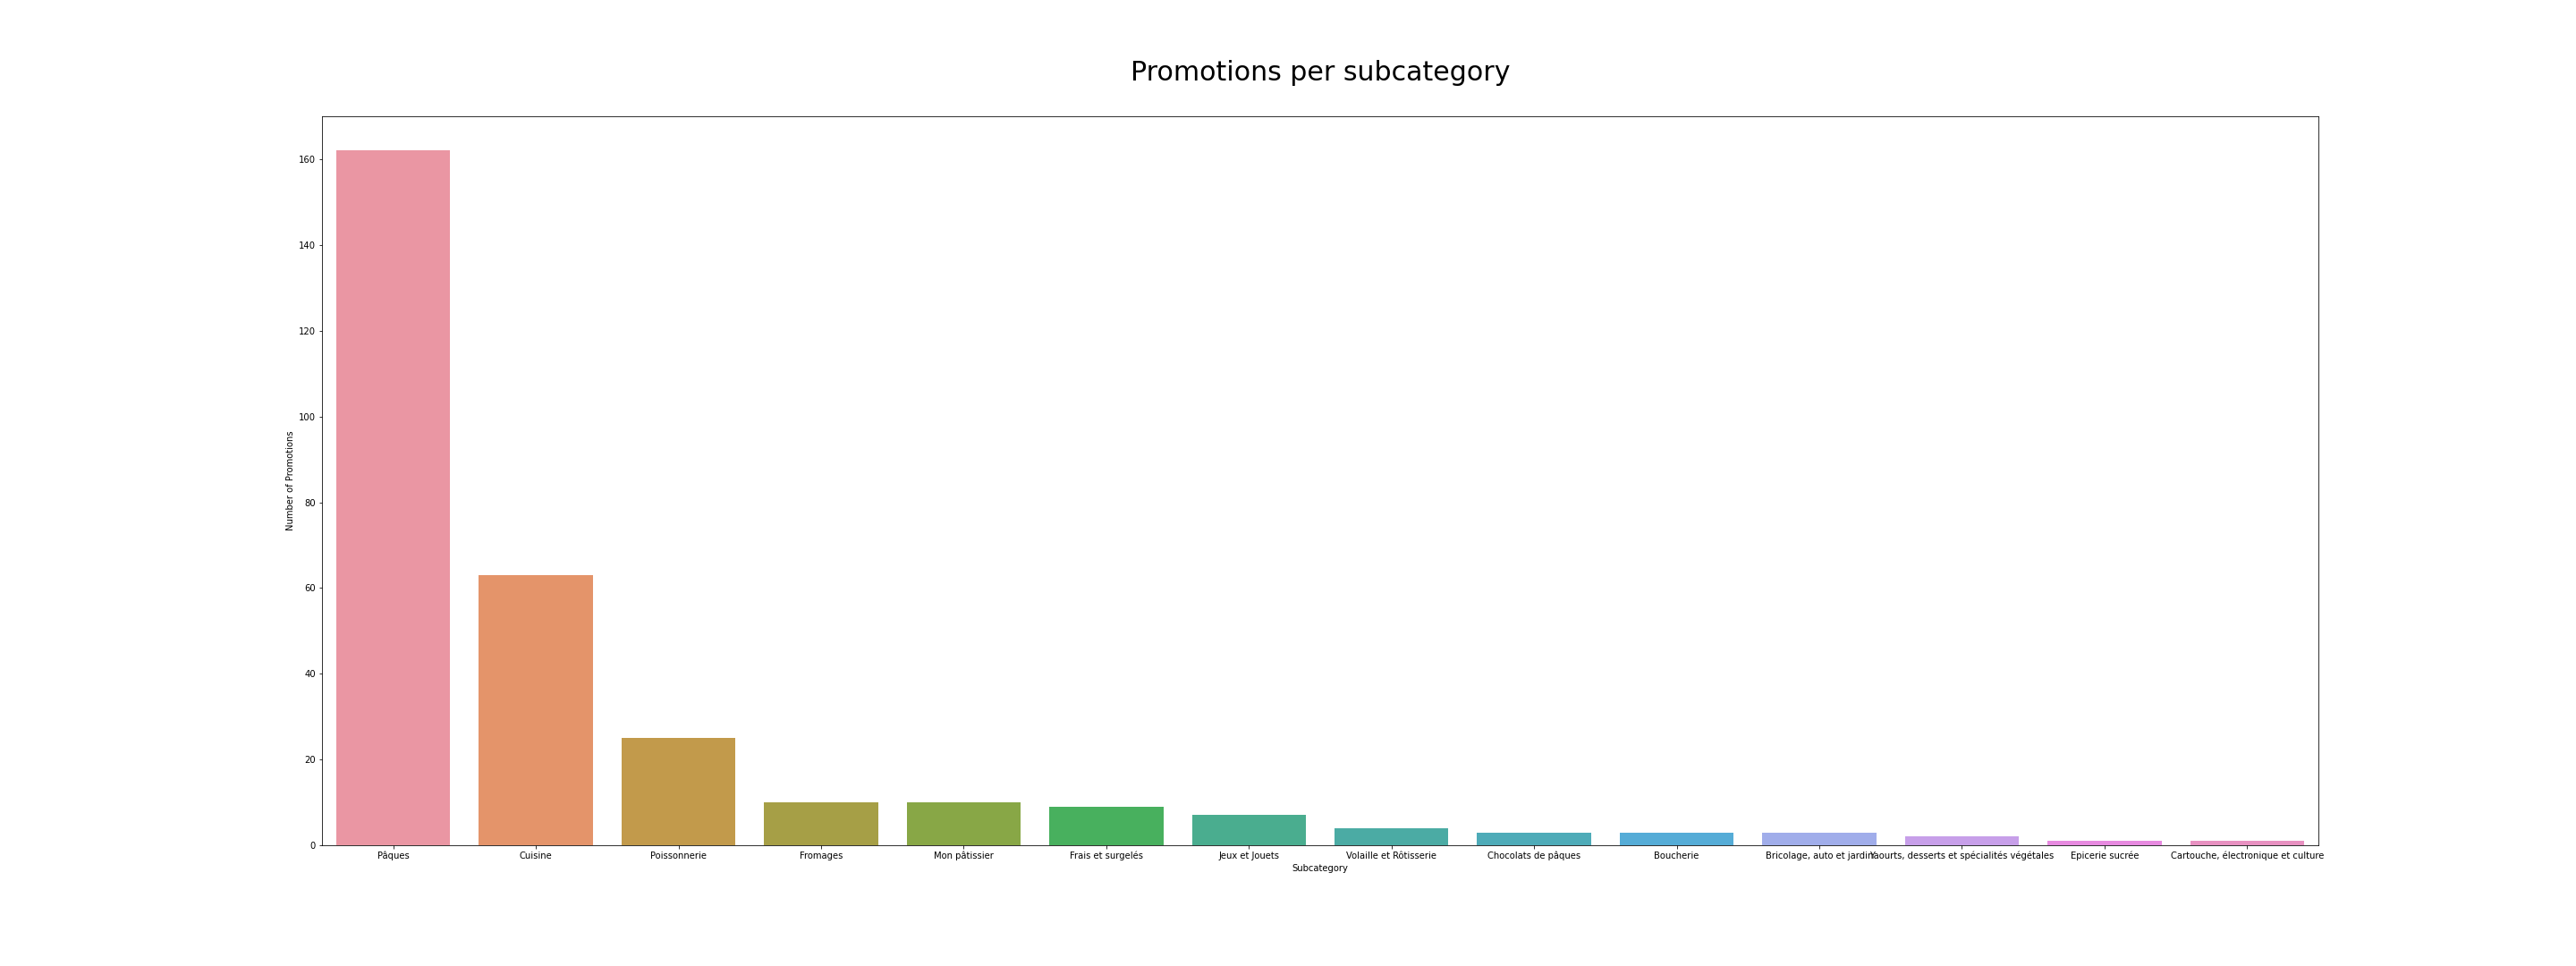 Promotions per subcategory
160
140
120
100
80
60
40
20
0
Number of Promotions
Pâques Cuisine Poissonnerie Fromages Mon pâtissier Frais et surgelés Jeux et Jouets Volaille et Rôtisserie Chocolats de pâques Boucherie Bricolage, auto et jardin Yaourts, desserts et spécialités végétales Epicerie sucrée Cartouche, électronique et culture
Subcategory